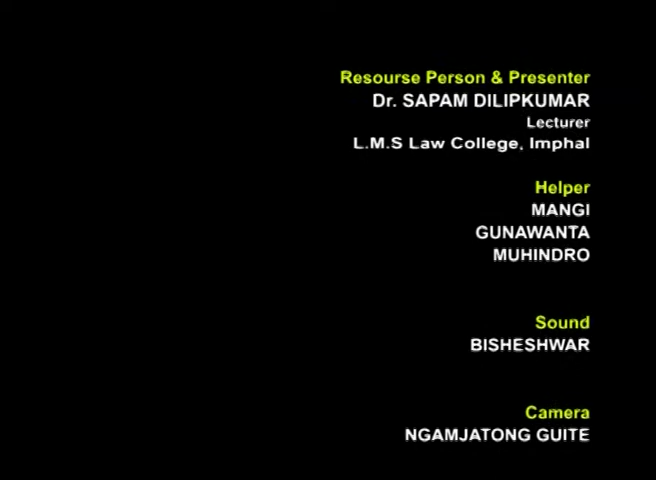 Resourse Person & Presenter
Dr. SAPAM DILIPKUMAR
Lecturer
L.M.S Law College, Imphal
Helper
MANGI
GUNAWANTA
MUHINDRO
Sound
BISHESHWAR
Camera
NGAMJATONG GUITE